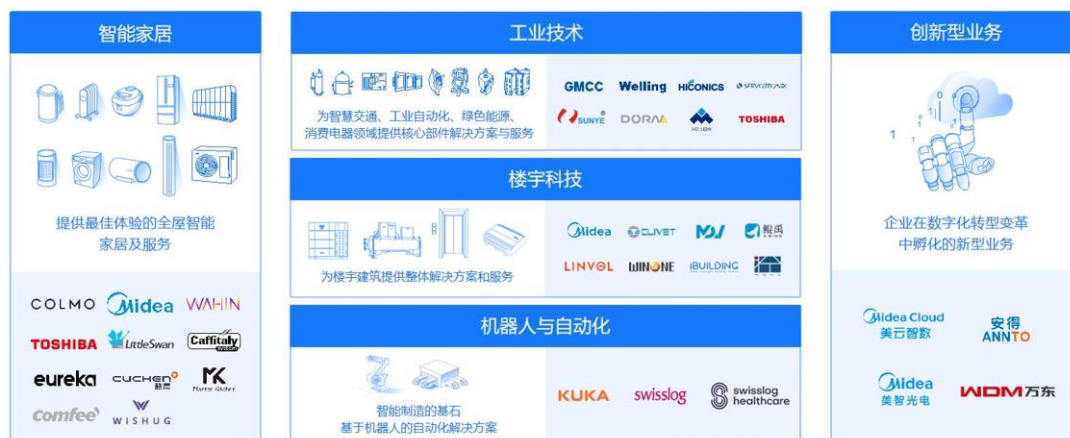 智能家居
提供最佳体验的全屋智能
家居及服务
COLMO Midea WAHIN
TOSHIBA LittleSwan Caffitaly
eureka CUCHEN MK
comfee' WISHUG
工业技术
为智慧交通、工业自动化、绿色能源、
消费电器领域提供核心部件解决方案与服务
GMCC Welling HICONICS SERVOTRONIX
SUNYE DORNA TOSHIBA
楼宇科技
为楼宇建筑提供整体解决方案和服务
Midea CLIVET MDV 鲲禹
LINVOL WINONE iBUILDING
机器人与自动化
智能制造的基石
基于机器人的自动化解决方案
KUKA swisslog swisslog
healthcare
创新型业务
企业在数字化转型变革
中孵化的新型业务
Midea Cloud
美云智数
安得
ANNTO
Midea
美智光电
WDM万东